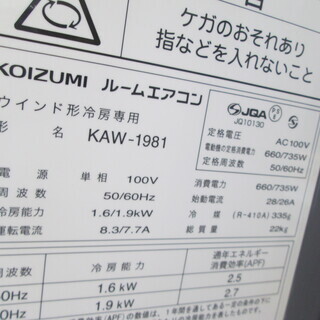 ケガのおそれあり
指などを入れないこと
KOIZUMI ルームエアコン
ウインド形冷房専用
形 名 KAW-1981
電源 単相 100V
周波数 50/60Hz
冷房能力 1.6/1.9kW
運転電流 8.3/7.7A
JQA
JQ10130
定格電圧 AC100V
電動機の定格消費電力 660/735W
定格周波数 50/60Hz
消費電力 660/735W
始動電流 28/26A
冷媒 (R-410A) 335g
質量 22kg
冷房能力 通年エネルギー消費効率(APF)
50Hz 1.6 kW 2.5
60Hz 1.9 kW 2.7